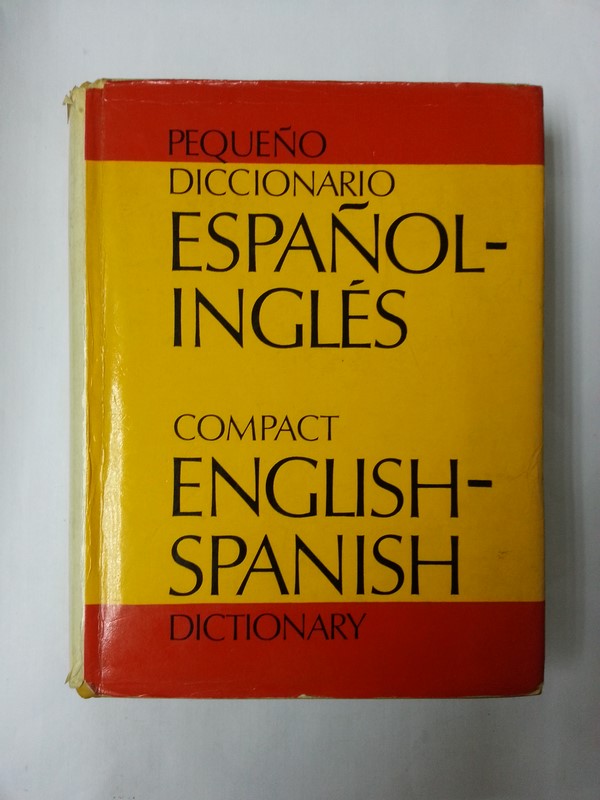 PEQUEÑO
DICCIONARIO
ESPAÑOL-
INGLÉS
COMPACT
ENGLISH-
SPANISH
DICTIONARY